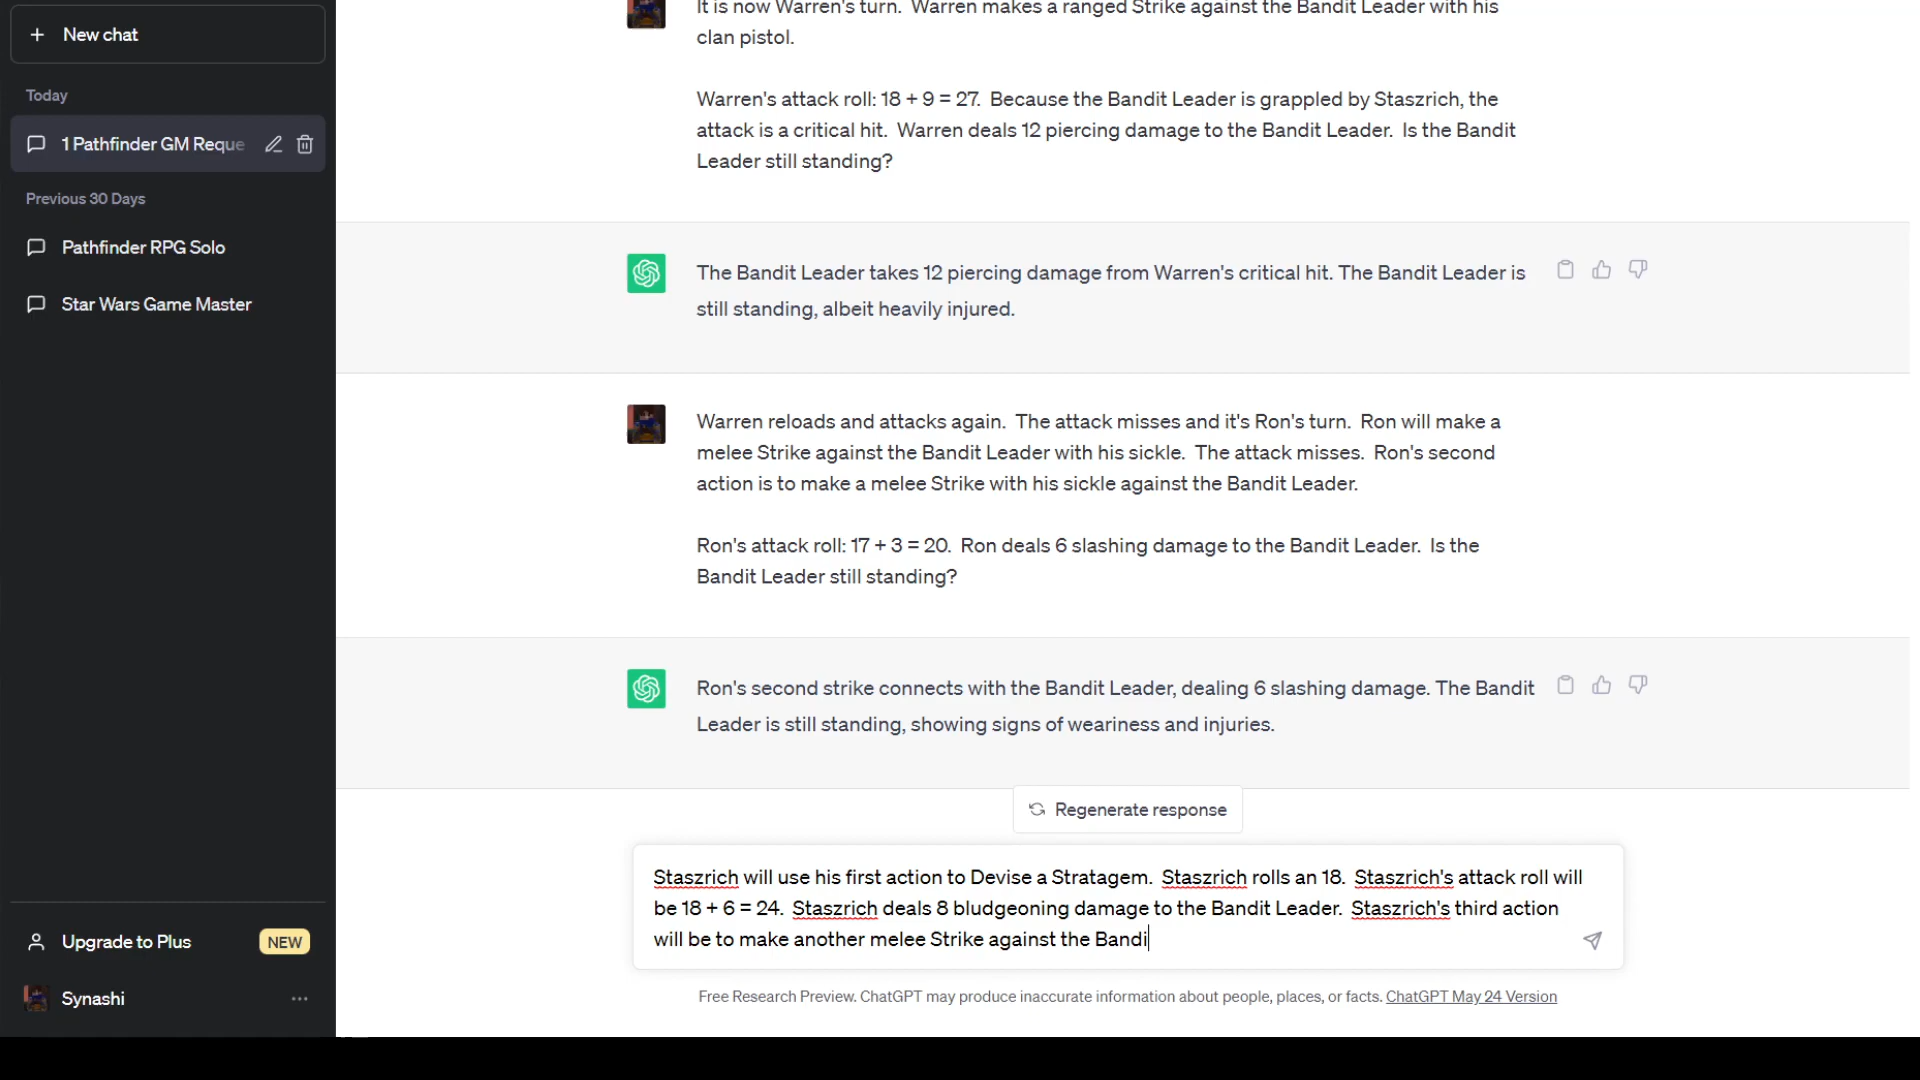 New chat
Today
1 Pathfinder GM Reque
Previous 30 Days
Pathfinder RPG Solo
Star Wars Game Master
Upgrade to Plus NEW
Synashi
It is now Warren's turn.  Warren makes a ranged Strike against the Bandit Leader with his
clan pistol.
Warren's attack roll: 18 + 9 = 27.  Because the Bandit Leader is grappled by Staszrich, the
attack is a critical hit.  Warren deals 12 piercing damage to the Bandit Leader.  Is the Bandit
Leader still standing?
The Bandit Leader takes 12 piercing damage from Warren's critical hit. The Bandit Leader is
still standing, albeit heavily injured.
Warren reloads and attacks again.  The attack misses and it's Ron's turn.  Ron will make a
melee Strike against the Bandit Leader with his sickle.  The attack misses.  Ron's second
action is to make a melee Strike with his sickle against the Bandit Leader.
Ron's attack roll: 17 + 3 = 20.  Ron deals 6 slashing damage to the Bandit Leader.  Is the
Bandit Leader still standing?
Ron's second strike connects with the Bandit Leader, dealing 6 slashing damage. The Bandit
Leader is still standing, showing signs of weariness and injuries.
Regenerate response
Staszrich will use his first action to Devise a Stratagem.  Staszrich rolls an 18.  Staszrich's attack roll will
be 18 + 6 = 24.  Staszrich deals 8 bludgeoning damage to the Bandit Leader.  Staszrich's third action
will be to make another melee Strike against the Bandi
Free Research Preview. ChatGPT may produce inaccurate information about people, places, or facts. ChatGPT May 24 Version